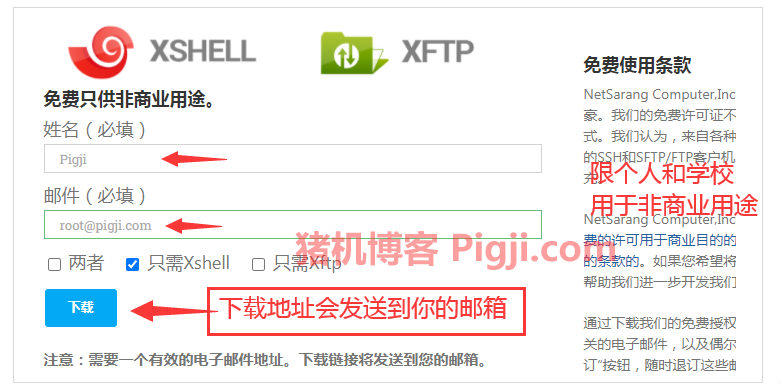 XSHELL
XFTP
免费只供非商业用途。
姓名（必填）
Pigji
邮件（必填）
root@pigji.com
猪机博客 Pigji.com
两者
只需Xshell
只需Xftp
下载
下载地址会发送到你的邮箱
注意：需要一个有效的电子邮件地址。下载链接将发送到您的邮箱。
免费使用条款
NetSarang Computer,Inc
豪。我们的免费许可证不
式。我们认为，来自各种
的SSH和SFTP/FTP客户机
充。
限个人和学校
用于非商业用途
NetSarang Computer,Inc
费的许可用于商业目的的
的条款的。如果您希望将
帮助我们进一步开发我们
通过下载我们的免费授权
关的电子邮件，以及偶尔
订"按钮，随时退订这些邮